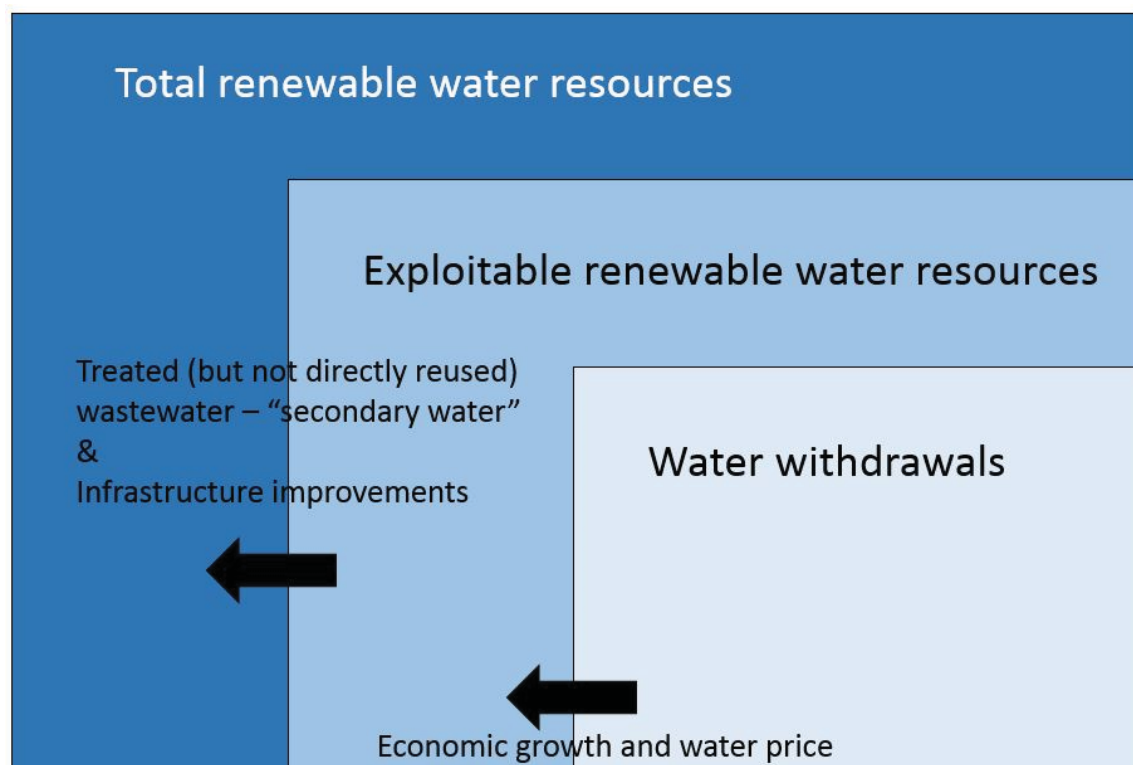 Total renewable water resources
Exploitable renewable water resources
Treated (but not directly reused)
wastewater – “secondary water”
&
Infrastructure improvements
Water withdrawals
Economic growth and water price